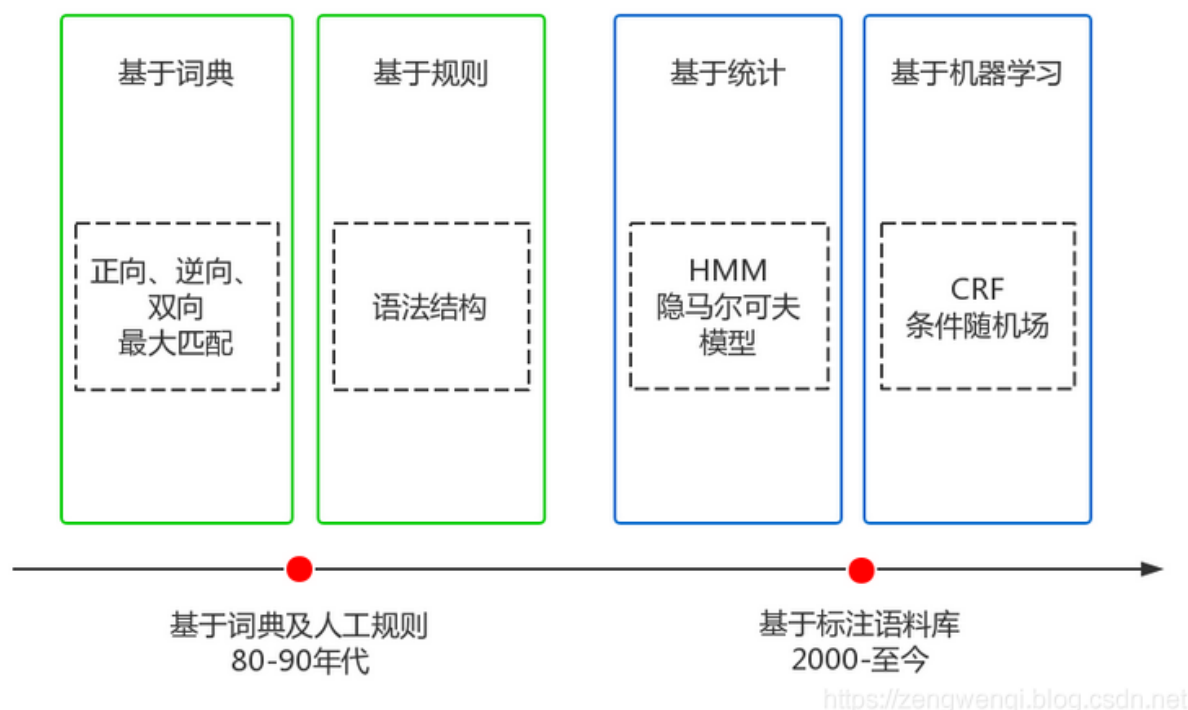 基于词典
基于规则
基于统计
基于机器学习
正向、逆向、
双向
最大匹配
语法结构
HMM
隐马尔可夫
模型
CRF
条件随机场
基于词典及人工规则
80-90年代
基于标注语料库
2000-至今
https://zengwenqi.blog.csdn.net